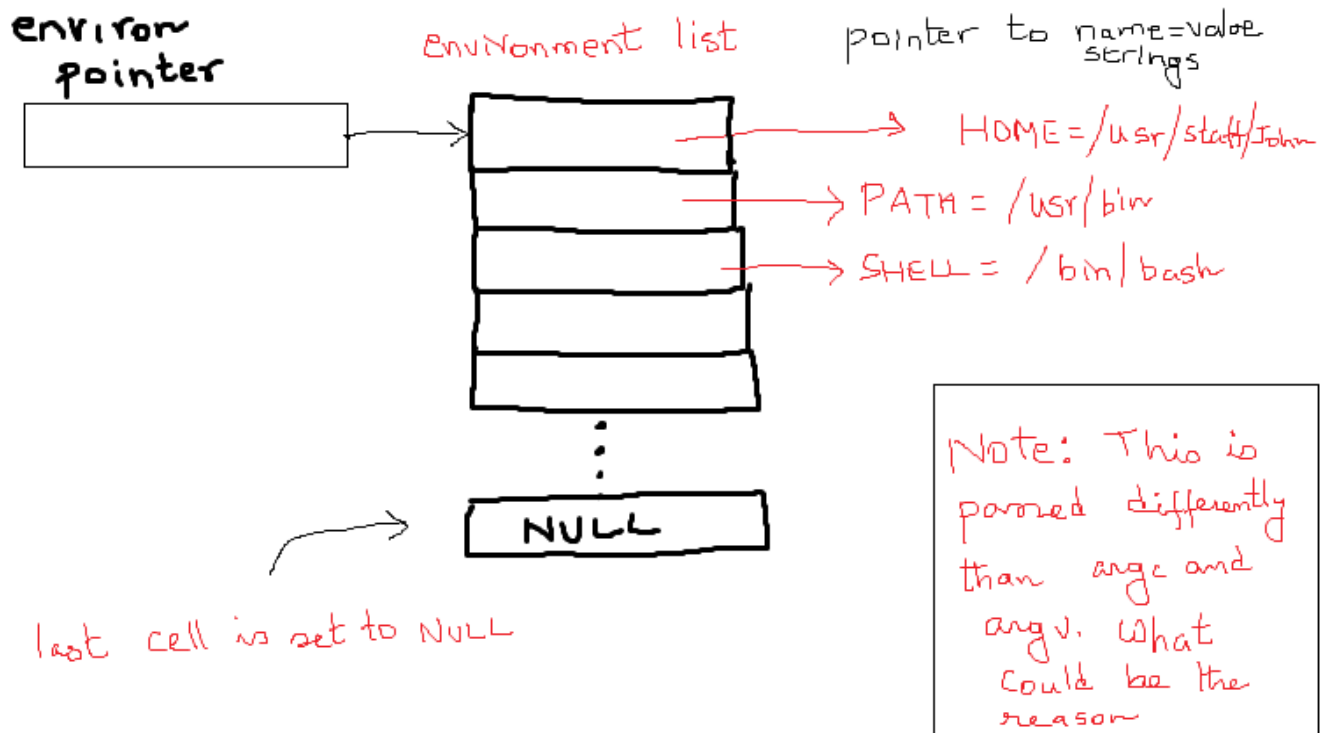 environ
pointer
environment list
pointer to name=value
strings
HOME=/usr/staff/John
PATH = /usr/bin
SHELL = /bin/bash
NULL
last cell is set to NULL
Note: This is
passed differently
than argc and
argv. What
could be the
reason